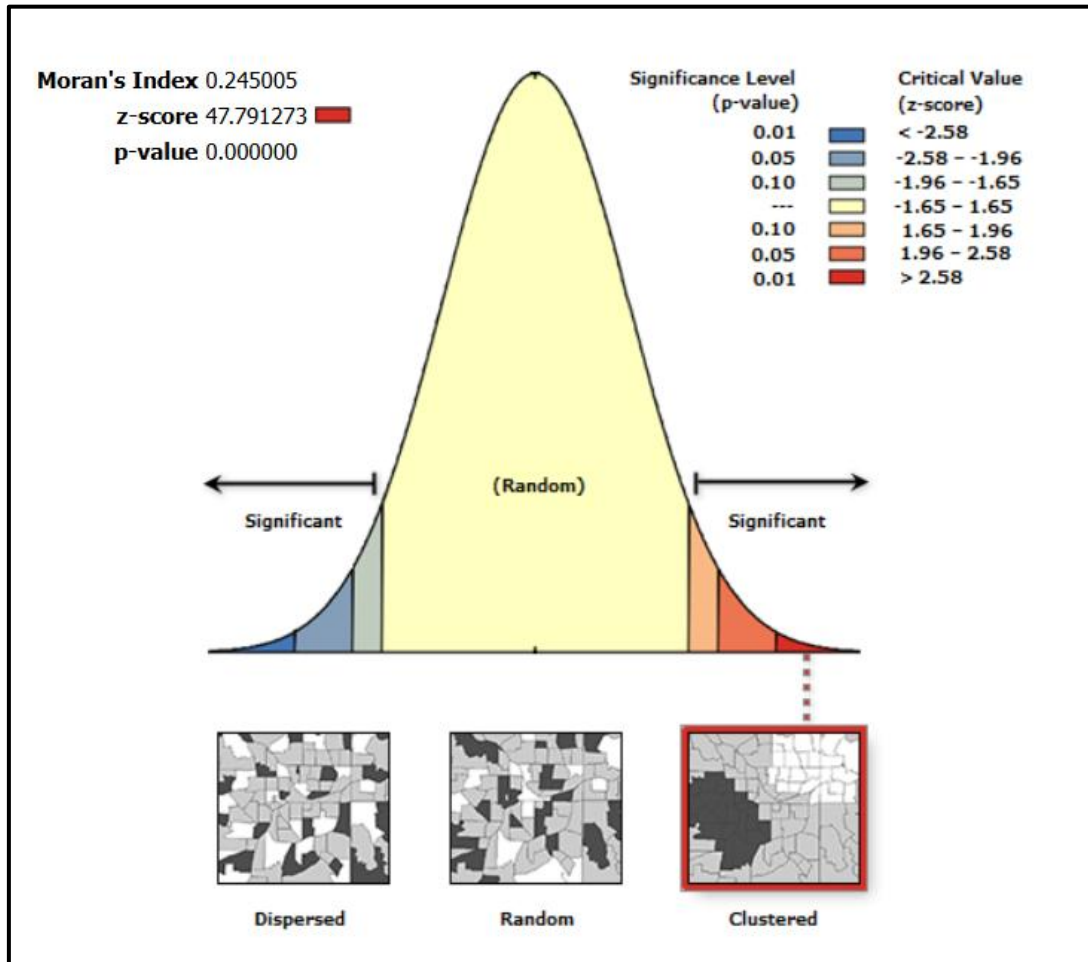 Moran's Index 0.245005
z-score 47.791273
p-value 0.000000
Significance Level
(p-value)
Critical Value
(z-score)
0.01 < -2.58
0.05 -2.58 – -1.96
0.10 -1.96 – -1.65
--- -1.65 – 1.65
0.10 1.65 – 1.96
0.05 1.96 – 2.58
0.01 > 2.58
(Random)
Significant
Significant
Dispersed
Random
Clustered